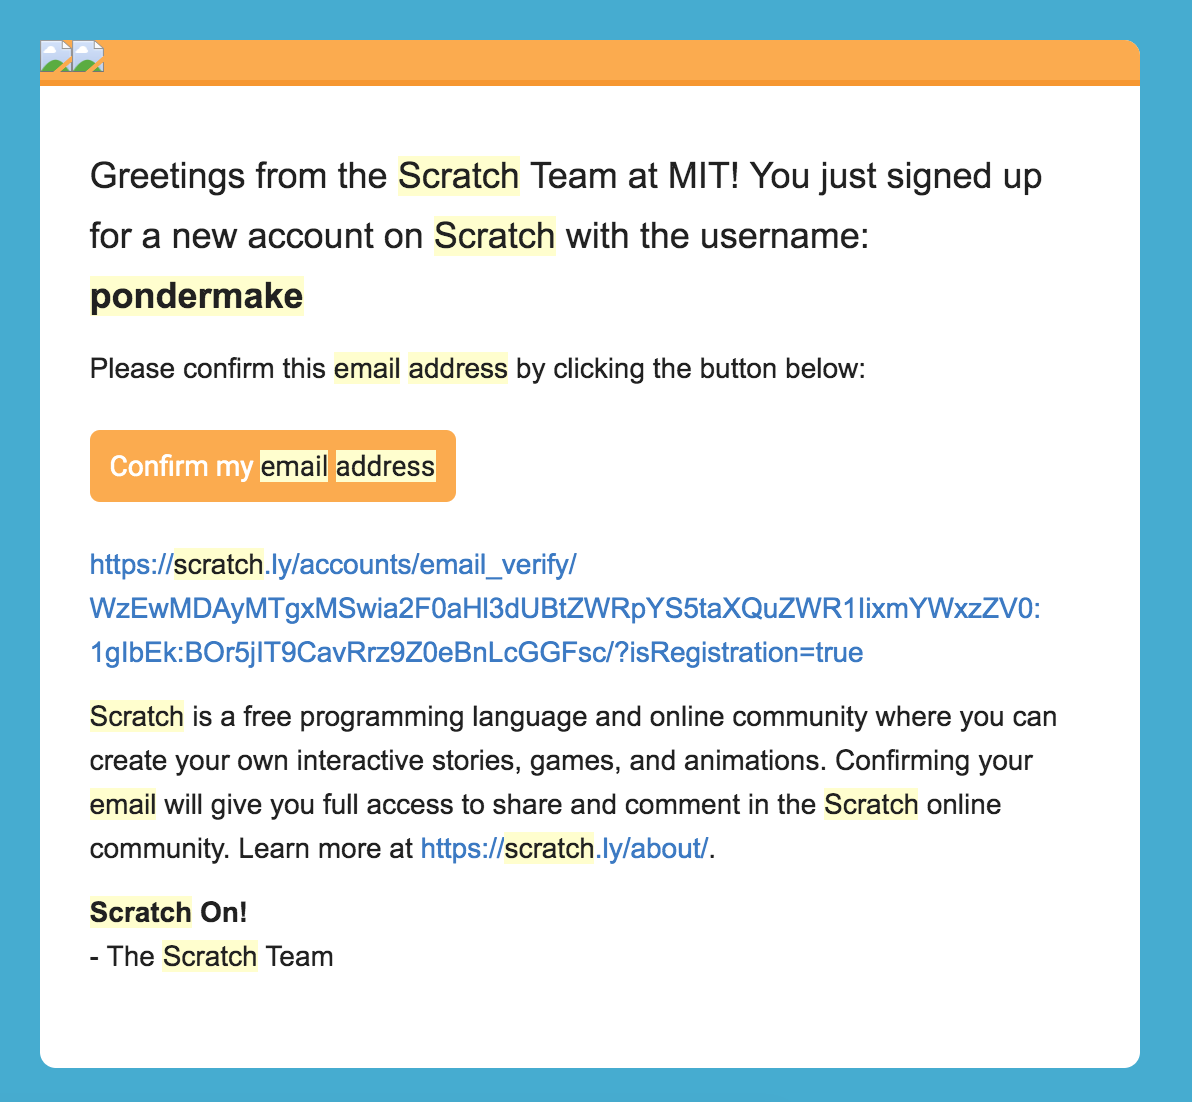 Greetings from the Scratch Team at MIT! You just signed up
for a new account on Scratch with the username:
pondermake
Please confirm this email address by clicking the button below:
Confirm my email address
https://scratch.ly/accounts/email_verify/
WzEwMDAyMTgxMSwia2F0aHl3dUBtZWRpYS5taXQuZWR1IixmYWxzZV0:
1gIbEk:BOr5jIT9CavRrz9Z0eBnLcGGFsc/?isRegistration=true
Scratch is a free programming language and online community where you can
create your own interactive stories, games, and animations. Confirming your
email will give you full access to share and comment in the Scratch online
community. Learn more at https://scratch.ly/about/.
Scratch On!
- The Scratch Team